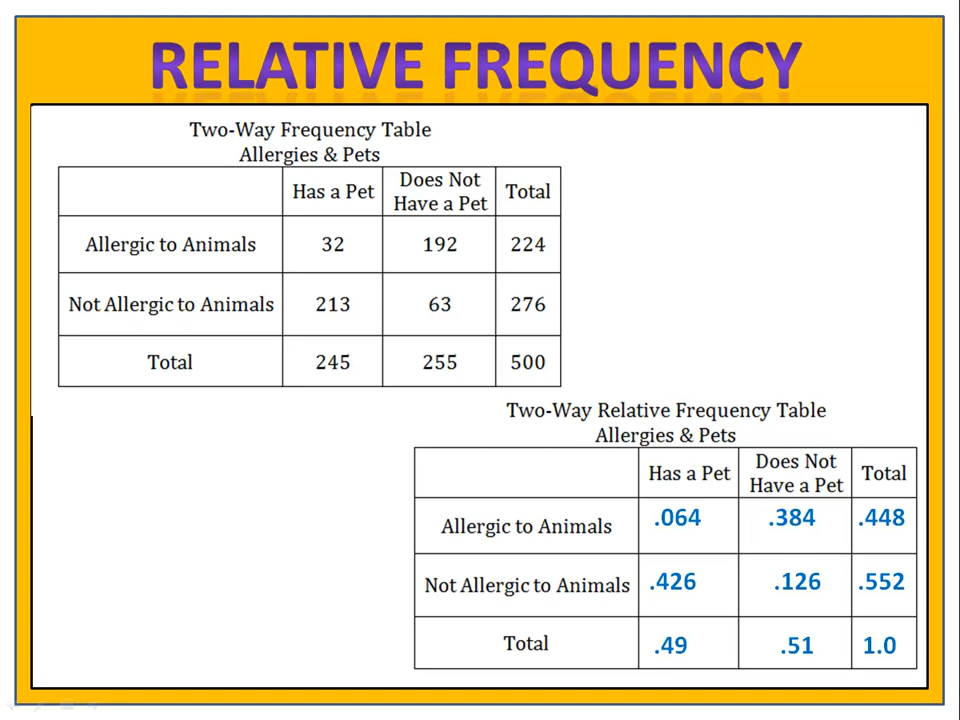 RELATIVE FREQUENCY
Two-Way Frequency Table
Allergies & Pets
Has a Pet Does Not Have a Pet Total
Allergic to Animals 32 192 224
Not Allergic to Animals 213 63 276
Total 245 255 500
Two-Way Relative Frequency Table
Allergies & Pets
Has a Pet Does Not Have a Pet Total
Allergic to Animals .064 .384 .448
Not Allergic to Animals .426 .126 .552
Total .49 .51 1.0